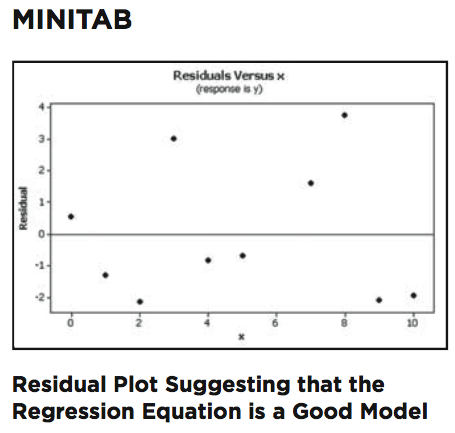 MINITAB
Residuals Versus x
(response is y)
4
3
2
1
0
-1
-2
Residual
0 2 4 6 8 10
x
Residual Plot Suggesting that the
Regression Equation is a Good Model